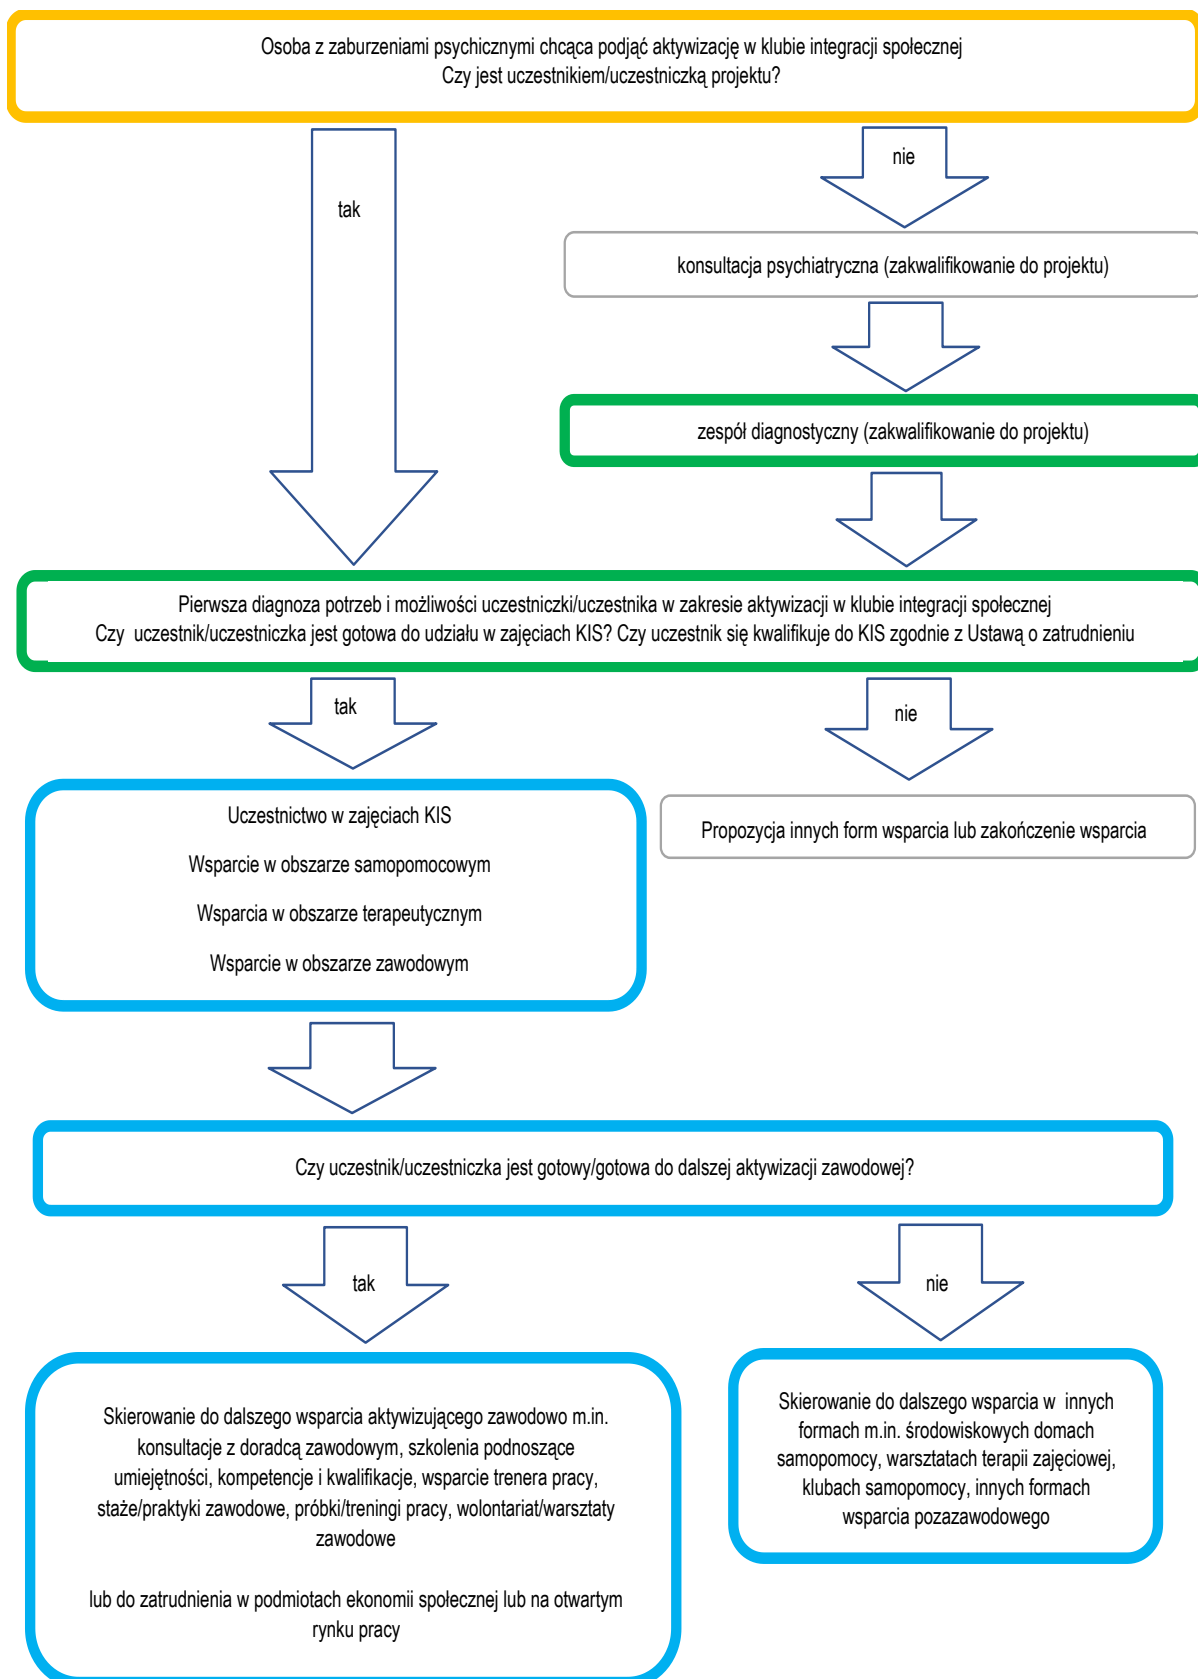 Osoba z zaburzeniami psychicznymi chcąca podjąć aktywizację w klubie integracji społecznej
Czy jest uczestnikiem/uczestniczką projektu?
nie
tak
konsultacja psychiatryczna (zakwalifikowanie do projektu)
zespół diagnostyczny (zakwalifikowanie do projektu)
Pierwsza diagnoza potrzeb i możliwości uczestniczki/uczestnika w zakresie aktywizacji w klubie integracji społecznej
Czy uczestnik/uczestniczka jest gotowa do udziału w zajęciach KIS? Czy uczestnik się kwalifikuje do KIS zgodnie z Ustawą o zatrudnieniu
tak
nie
Uczestnictwo w zajęciach KIS
Wsparcie w obszarze samopomocowym
Wsparcia w obszarze terapeutycznym
Wsparcie w obszarze zawodowym
Propozycja innych form wsparcia lub zakończenie wsparcia
Czy uczestnik/uczestniczka jest gotowy/gotowa do dalszej aktywizacji zawodowej?
tak
nie
Skierowanie do dalszego wsparcia aktywizującego zawodowo m.in.
konsultacje z doradcą zawodowym, szkolenia podnoszące
umiejętności, kompetencje i kwalifikacje, wsparcie trenera pracy,
staże/praktyki zawodowe, próbki/treningi pracy, wolontariat/warsztaty
zawodowe
lub do zatrudnienia w podmiotach ekonomii społecznej lub na otwartym
rynku pracy
Skierowanie do dalszego wsparcia w innych
formach m.in. środowiskowych domach
samopomocy, warsztatach terapii zajęciowej,
klubach samopomocy, innych formach
wsparcia pozazawodowego